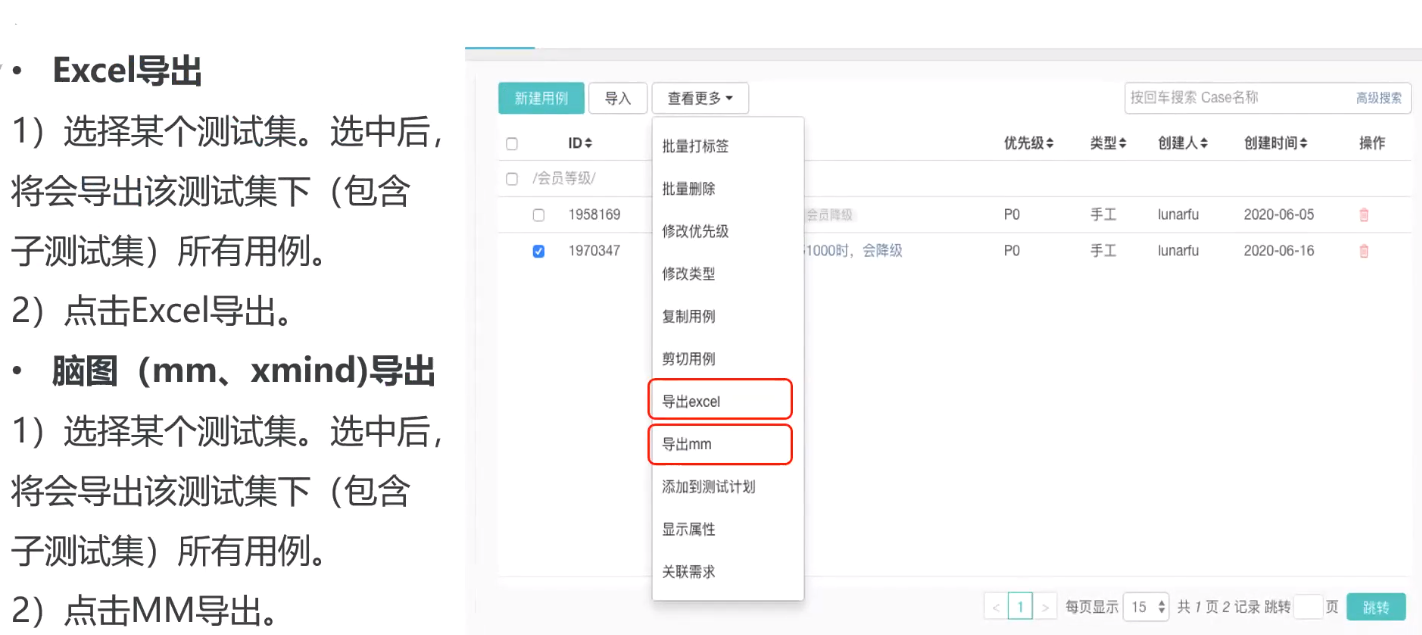 • Excel导出
1）选择某个测试集。选中后，
将会导出该测试集下（包含
子测试集）所有用例。
2）点击Excel导出。
• 脑图（mm、xmind)导出
1）选择某个测试集。选中后，
将会导出该测试集下（包含
子测试集）所有用例。
2）点击MM导出。
新建用例 导入 查看更多 按回车搜索 Case名称 高级搜索
ID 优先级 类型 创建人 创建时间 操作
/会员等级/
1958169 会员降级 P0 手工 lunarfu 2020-06-05
1970347 1000时，会降级 P0 手工 lunarfu 2020-06-16
批量打标签
批量删除
修改优先级
修改类型
复制用例
剪切用例
导出excel
导出mm
添加到测试计划
显示属性
关联需求
< 1 > 每页显示 15 共 1 页 2 记录 跳转 页 跳转